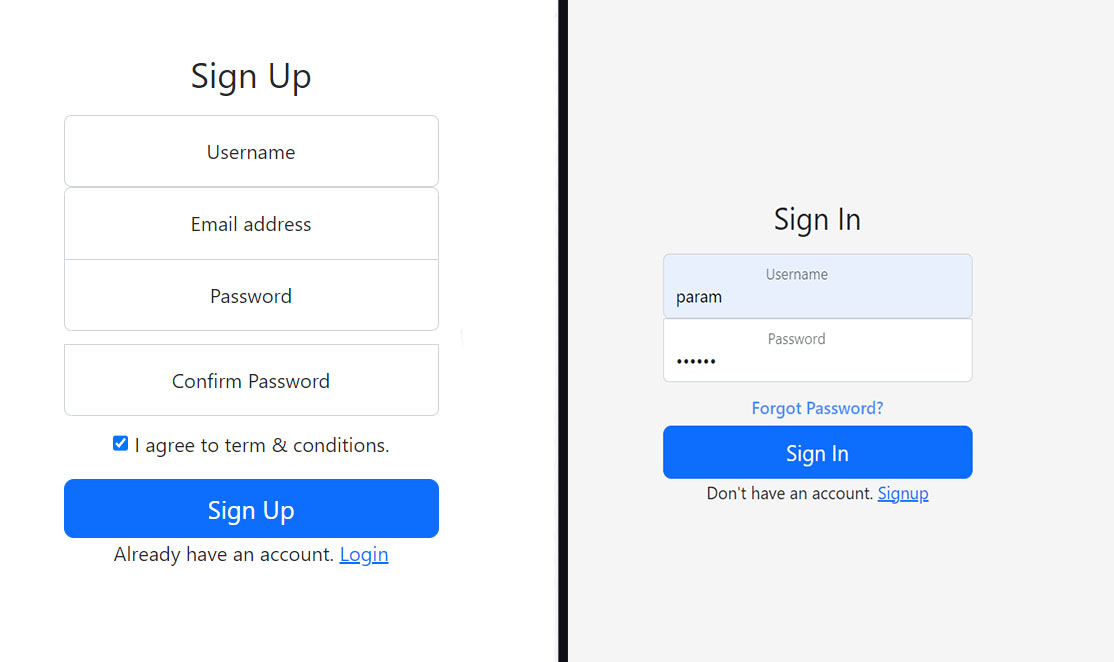 Sign Up
Username
Email address
Password
Confirm Password
I agree to term & conditions.
Sign Up
Already have an account. Login
Sign In
Username
param
Password
••••••
Forgot Password?
Sign In
Don't have an account. Signup